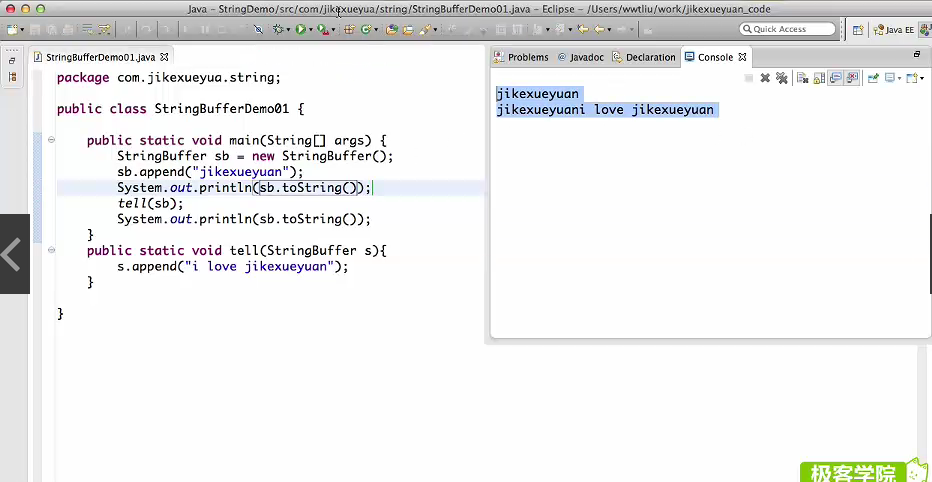 Java – StringDemo/src/com/jikexueyua/string/StringBufferDemo01.java – Eclipse – /Users/wwtliu/work/jikexueyuan_code
Quick Access
Java EE
StringBufferDemo01.java
package com.jikexueyua.string;
public class StringBufferDemo01 {
public static void main(String[] args) {
StringBuffer sb = new StringBuffer();
sb.append("jikexueyuan");
System.out.println(sb.toString());
tell(sb);
System.out.println(sb.toString());
}
public static void tell(StringBuffer s){
s.append("i love jikexueyuan");
}
}
Problems @ Javadoc Declaration Console
jikexueyuan
jikexueyuani love jikexueyuan
极客学院